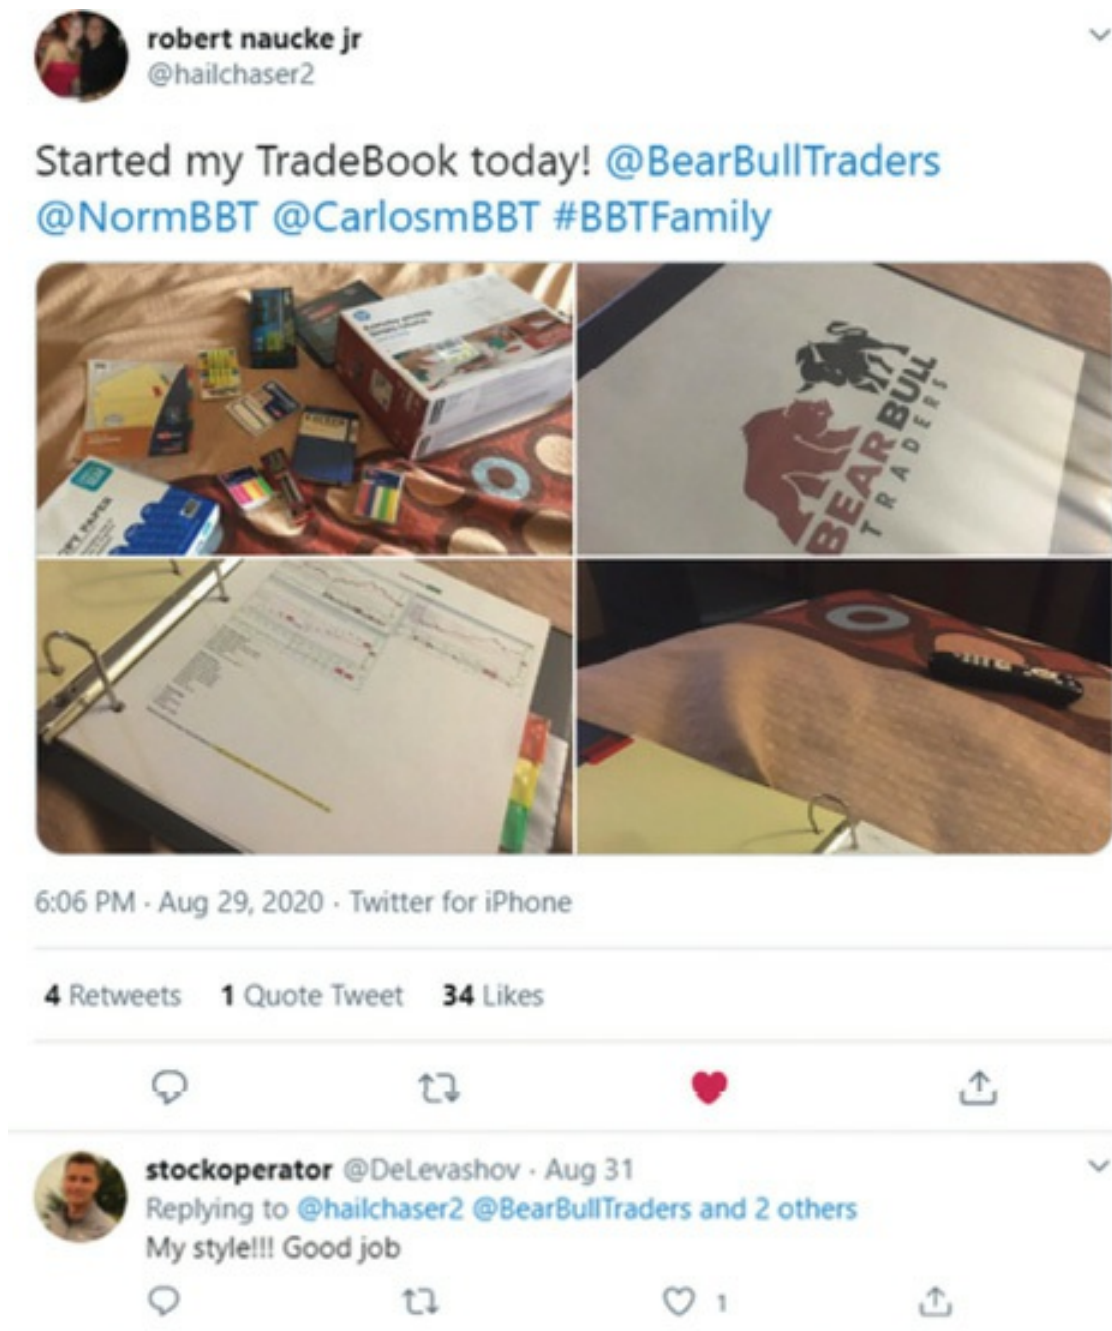 robert naucke jr
@hailchaser2
Started my TradeBook today! @BearBullTraders
@NormBBT @CarlosmBBT #BBTFamily
BEARBULL
TRADERS
6:06 PM · Aug 29, 2020 · Twitter for iPhone
4 Retweets 1 Quote Tweet 34 Likes
stockoperator @DeLevashov · Aug 31
Replying to @hailchaser2 @BearBullTraders and 2 others
My style!!! Good job
1